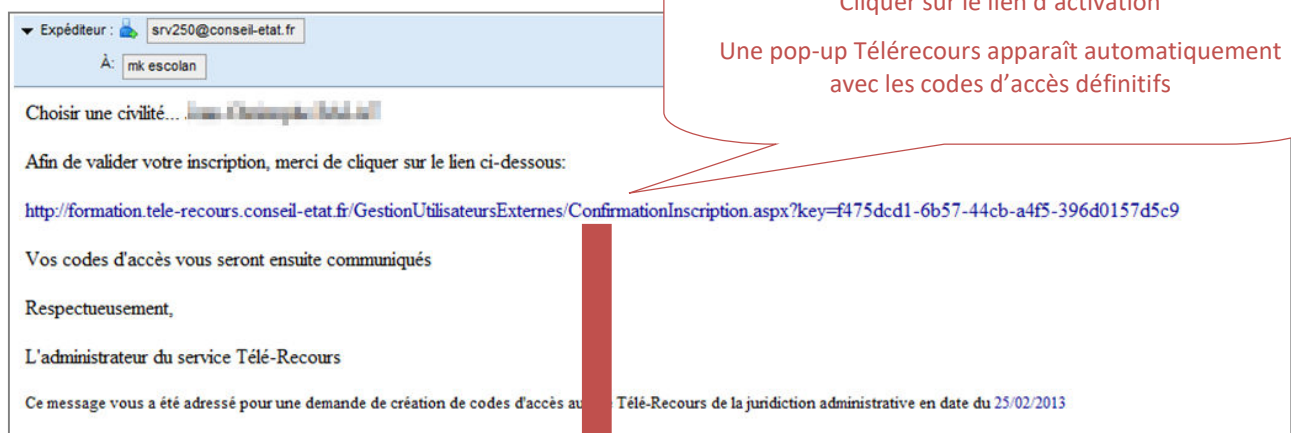 Cliquer sur le lien d'activation
Une pop-up Télérecours apparaît automatiquement
avec les codes d'accès définitifs
Expéditeur : srv250@conseil-etat.fr
À: mk escolan
Choisir une civilité...
Afin de valider votre inscription, merci de cliquer sur le lien ci-dessous:
http://formation.tele-recours.conseil-etat.fr/GestionUtilisateursExternes/ConfirmationInscription.aspx?key=f475dcd1-6b57-44cb-a4f5-396d0157d5c9
Vos codes d'accès vous seront ensuite communiqués
Respectueusement,
L'administrateur du service Télé-Recours
Ce message vous a été adressé pour une demande de création de codes d'accès au Télé-Recours de la juridiction administrative en date du 25/02/2013